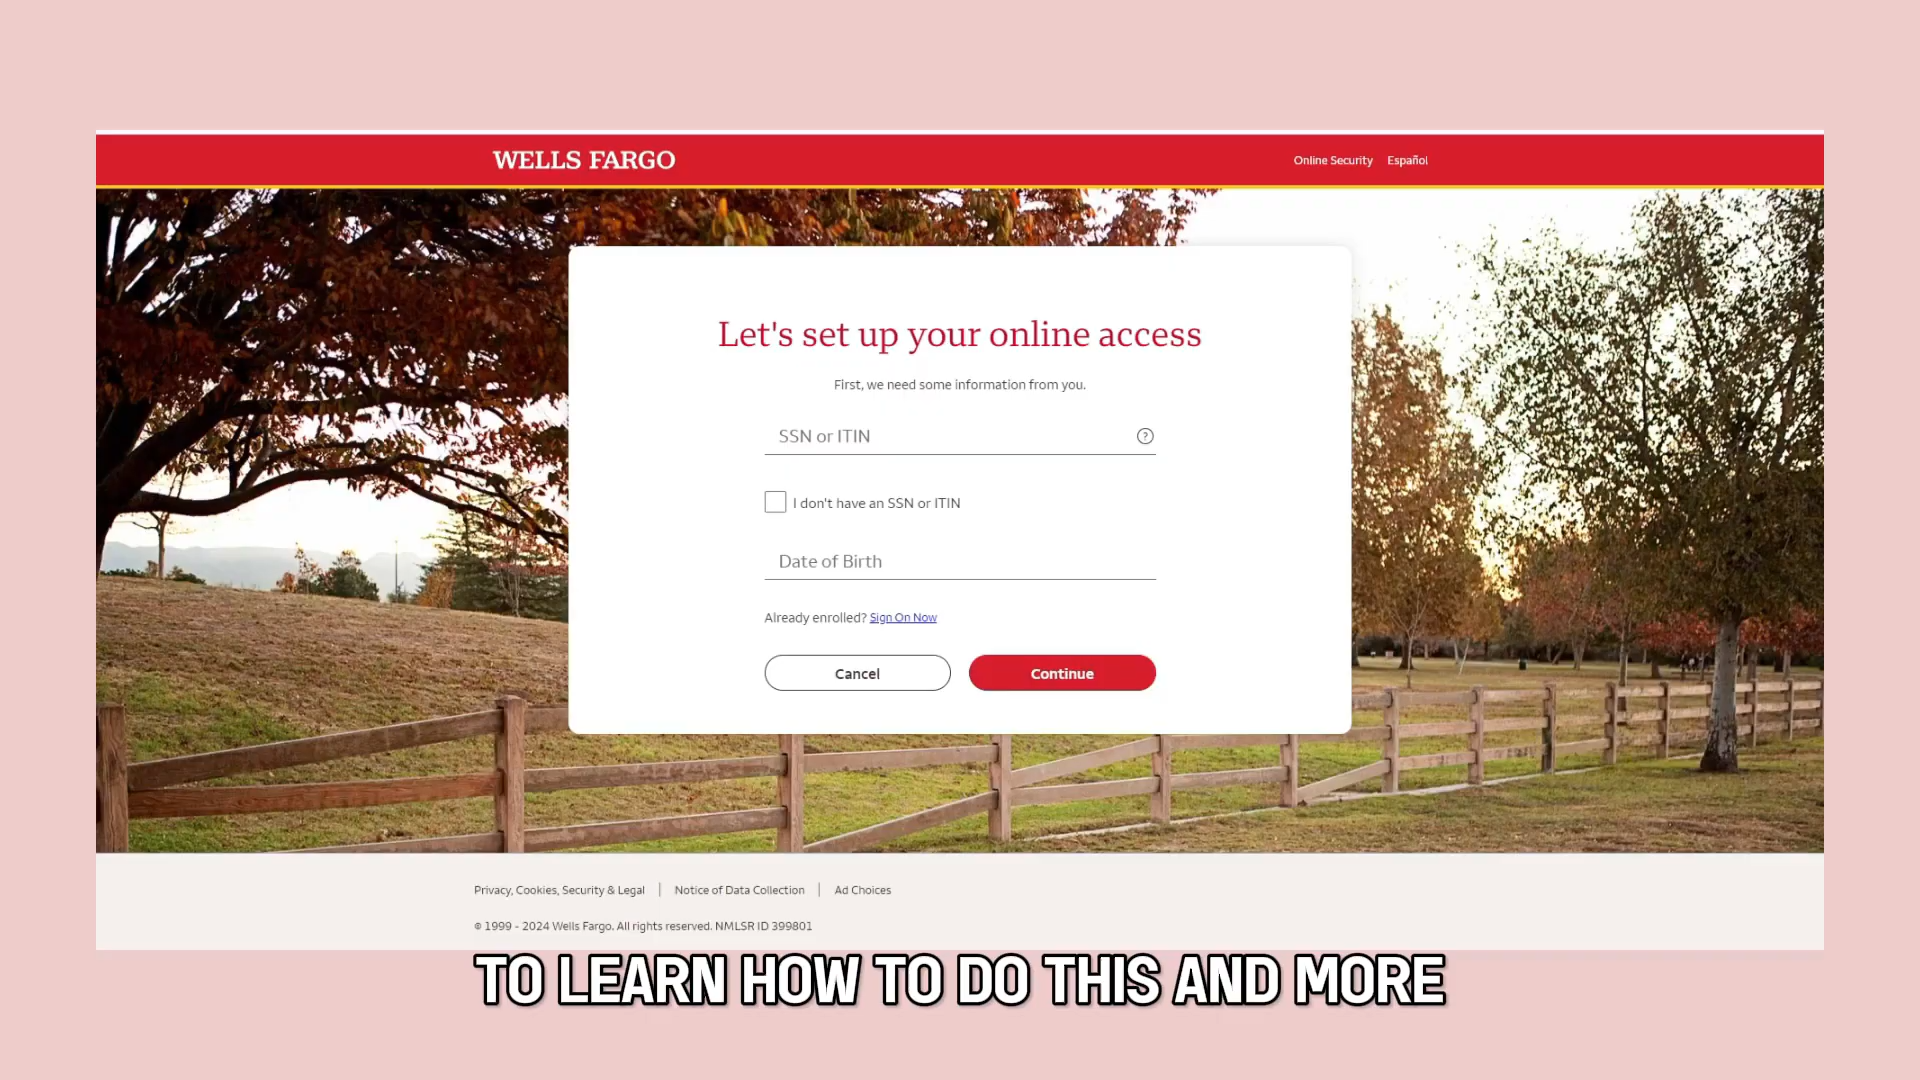 WELLS FARGO
Online Security Español
Let's set up your online access
First, we need some information from you.
SSN or ITIN ?
I don't have an SSN or ITIN
Date of Birth
Already enrolled? Sign On Now
Cancel Continue
Privacy, Cookies, Security & Legal | Notice of Data Collection | Ad Choices
© 1999 - 2024 Wells Fargo. All rights reserved. NMLSR ID 399801
TO LEARN HOW TO DO THIS AND MORE